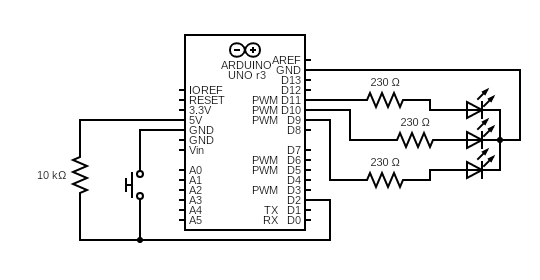 AREF
ARDUINO
UNO r3
GND
D13
D12
230 Ω
IOREF
RESET
PWM D11
3.3V
PWM D10
5V
PWM D9
230 Ω
GND
D8
GND
Vin
D7
PWM D6
230 Ω
A0
PWM D5
10 kΩ
A1
D4
A2
PWM D3
A3
D2
A4
TX D1
A5
RX D0